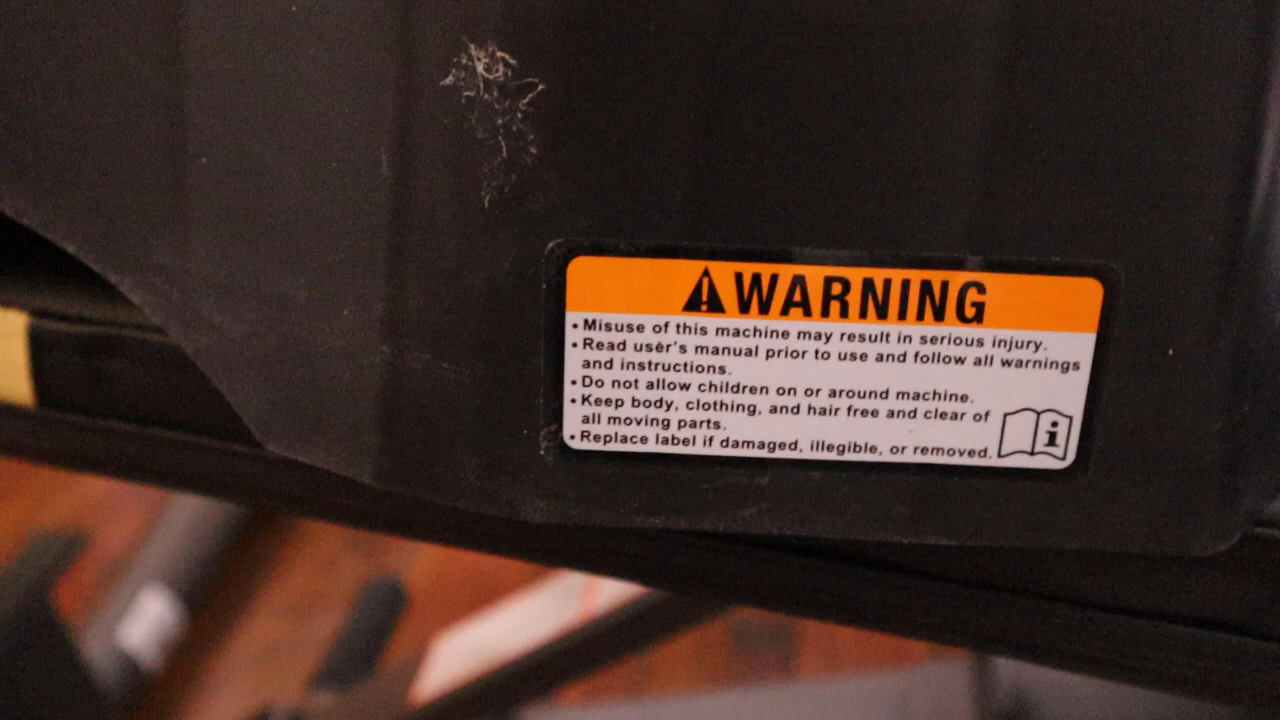 WARNING
• Misuse of this machine may result in serious injury.
• Read user's manual prior to use and follow all warnings
and instructions.
• Do not allow children on or around machine.
• Keep body, clothing, and hair free and clear of
all moving parts.
• Replace label if damaged, illegible, or removed.